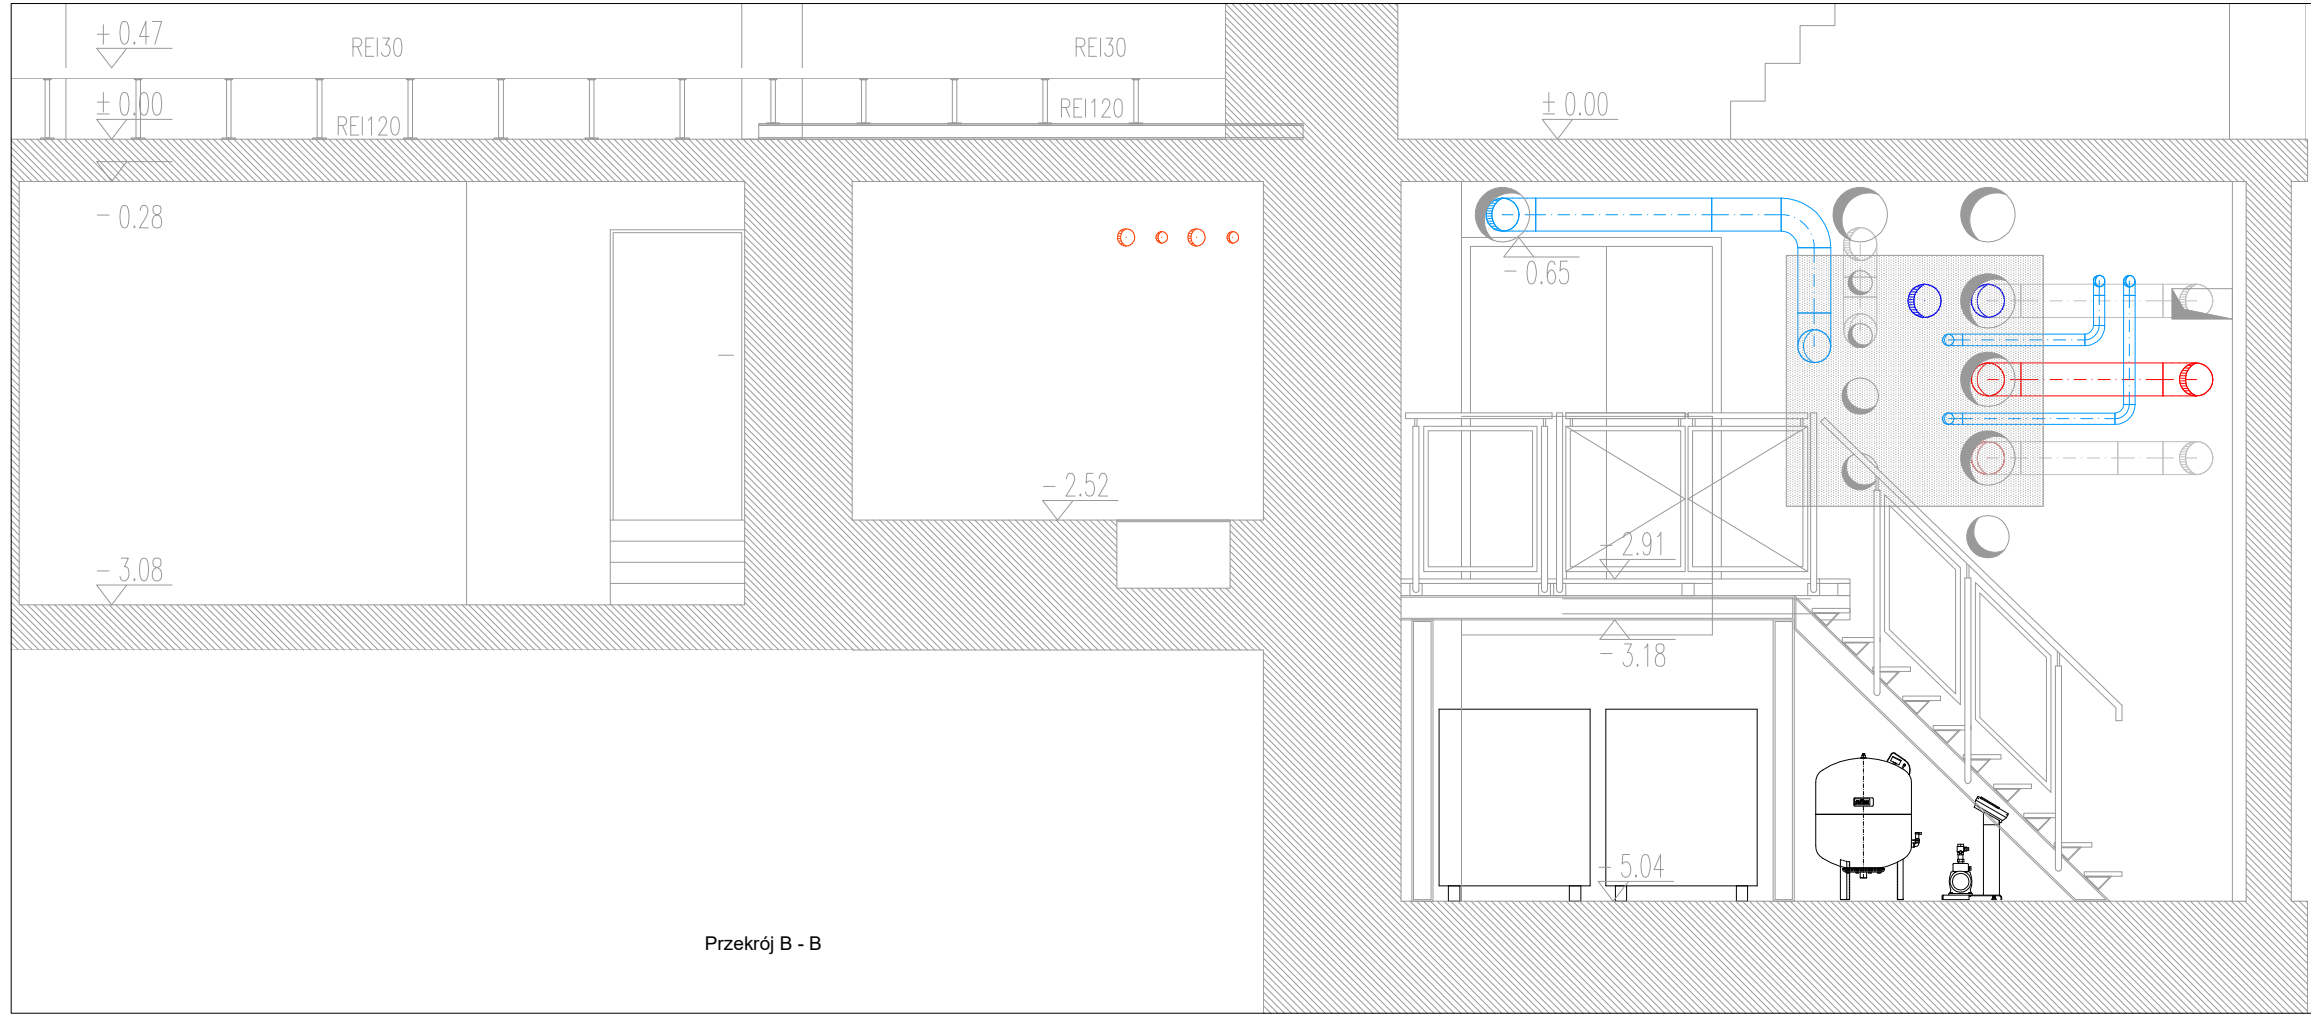 + 0.47
REI30
REI30
± 0.00
REI120
REI120
± 0.00
- 0.28
- 0.65
- 2.52
- 2.91
- 3.08
- 3.18
- 5.04
Przekrój B - B